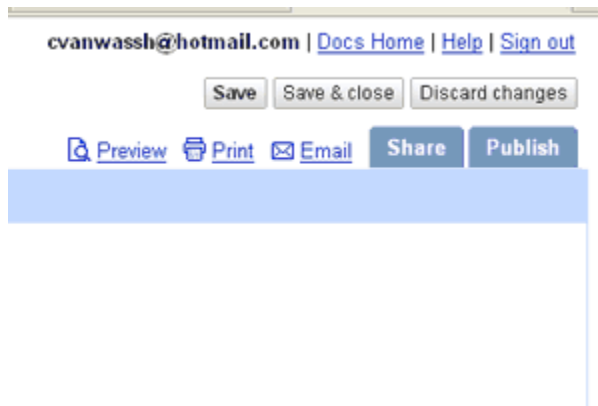 cvanwassh@hotmail.com | Docs Home | Help | Sign out
Save Save & close Discard changes
Preview Print Email Share Publish